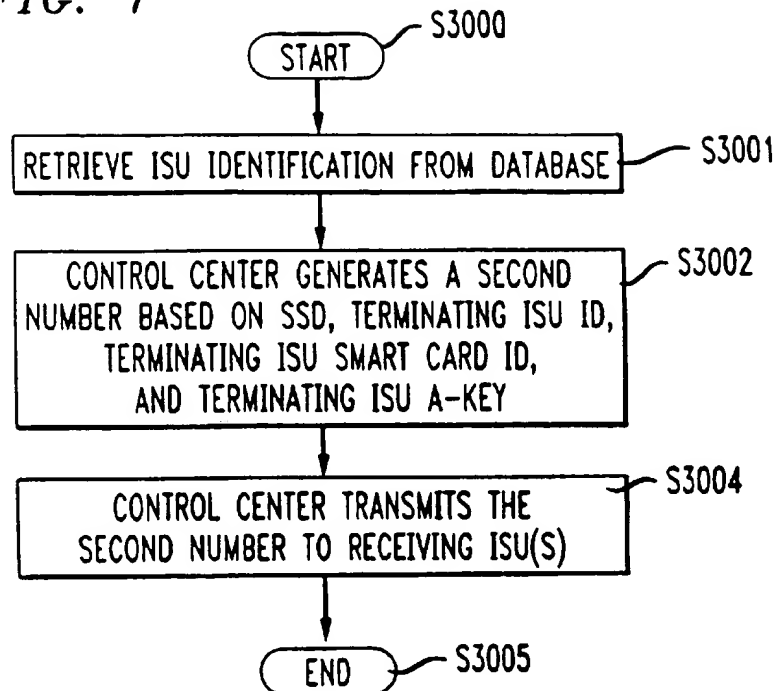 FIG. 7
START
S3000
RETRIEVE ISU IDENTIFICATION FROM DATABASE
S3001
CONTROL CENTER GENERATES A SECOND
NUMBER BASED ON SSD, TERMINATING ISU ID,
TERMINATING ISU SMART CARD ID,
AND TERMINATING ISU A-KEY
S3002
CONTROL CENTER TRANSMITS THE
SECOND NUMBER TO RECEIVING ISU(S)
S3004
END
S3005